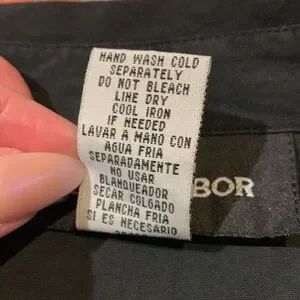 HAND WASH COLD
SEPARATELY
DO NOT BLEACH
LINE DRY
COOL IRON
IF NEEDED
LAVAR A MANO CON
AGUA FRIA
SEPARADAMENTE
NO USAR
BLANQUEADOR
SECAR COLGADO
PLANCHA FRIA
SI ES NECESARIO
BOR